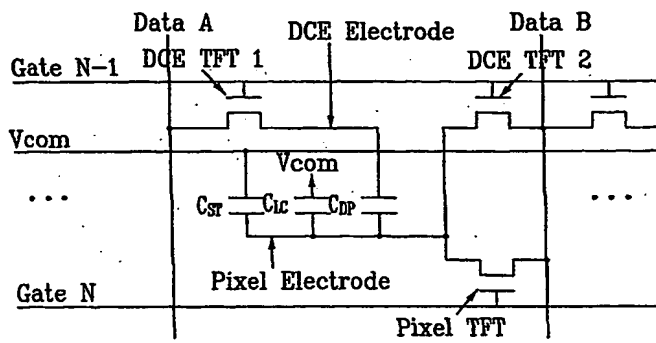 Data A
Data B
DCE Electrode
DCE TFT 1
DCE TFT 2
Gate N-1
Vcom
Vcom
...
...
CST
CLC
CDP
Pixel Electrode
Gate N
Pixel TFT